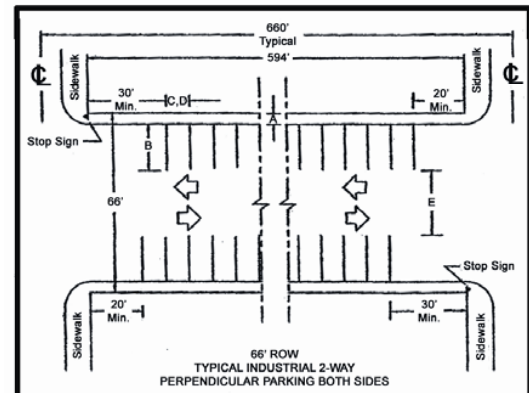 660'
Typical
594'
℄
℄
Sidewalk
Sidewalk
30'
Min.
C,D
A
20'
Min.
Stop Sign
B
66'
E
Stop Sign
20'
Min.
30'
Min.
Sidewalk
Sidewalk
66' ROW
TYPICAL INDUSTRIAL 2-WAY
PERPENDICULAR PARKING BOTH SIDES